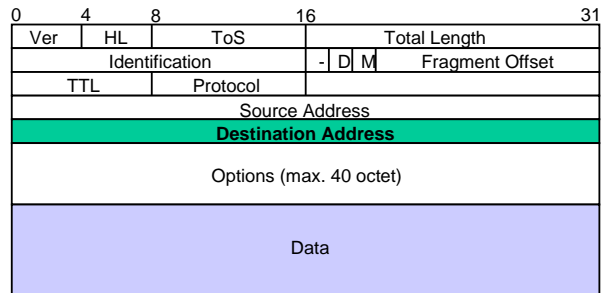 0 4 8 16 31
Ver HL ToS Total Length
Identification - D M Fragment Offset
TTL Protocol
Source Address
Destination Address
Options (max. 40 octet)
Data